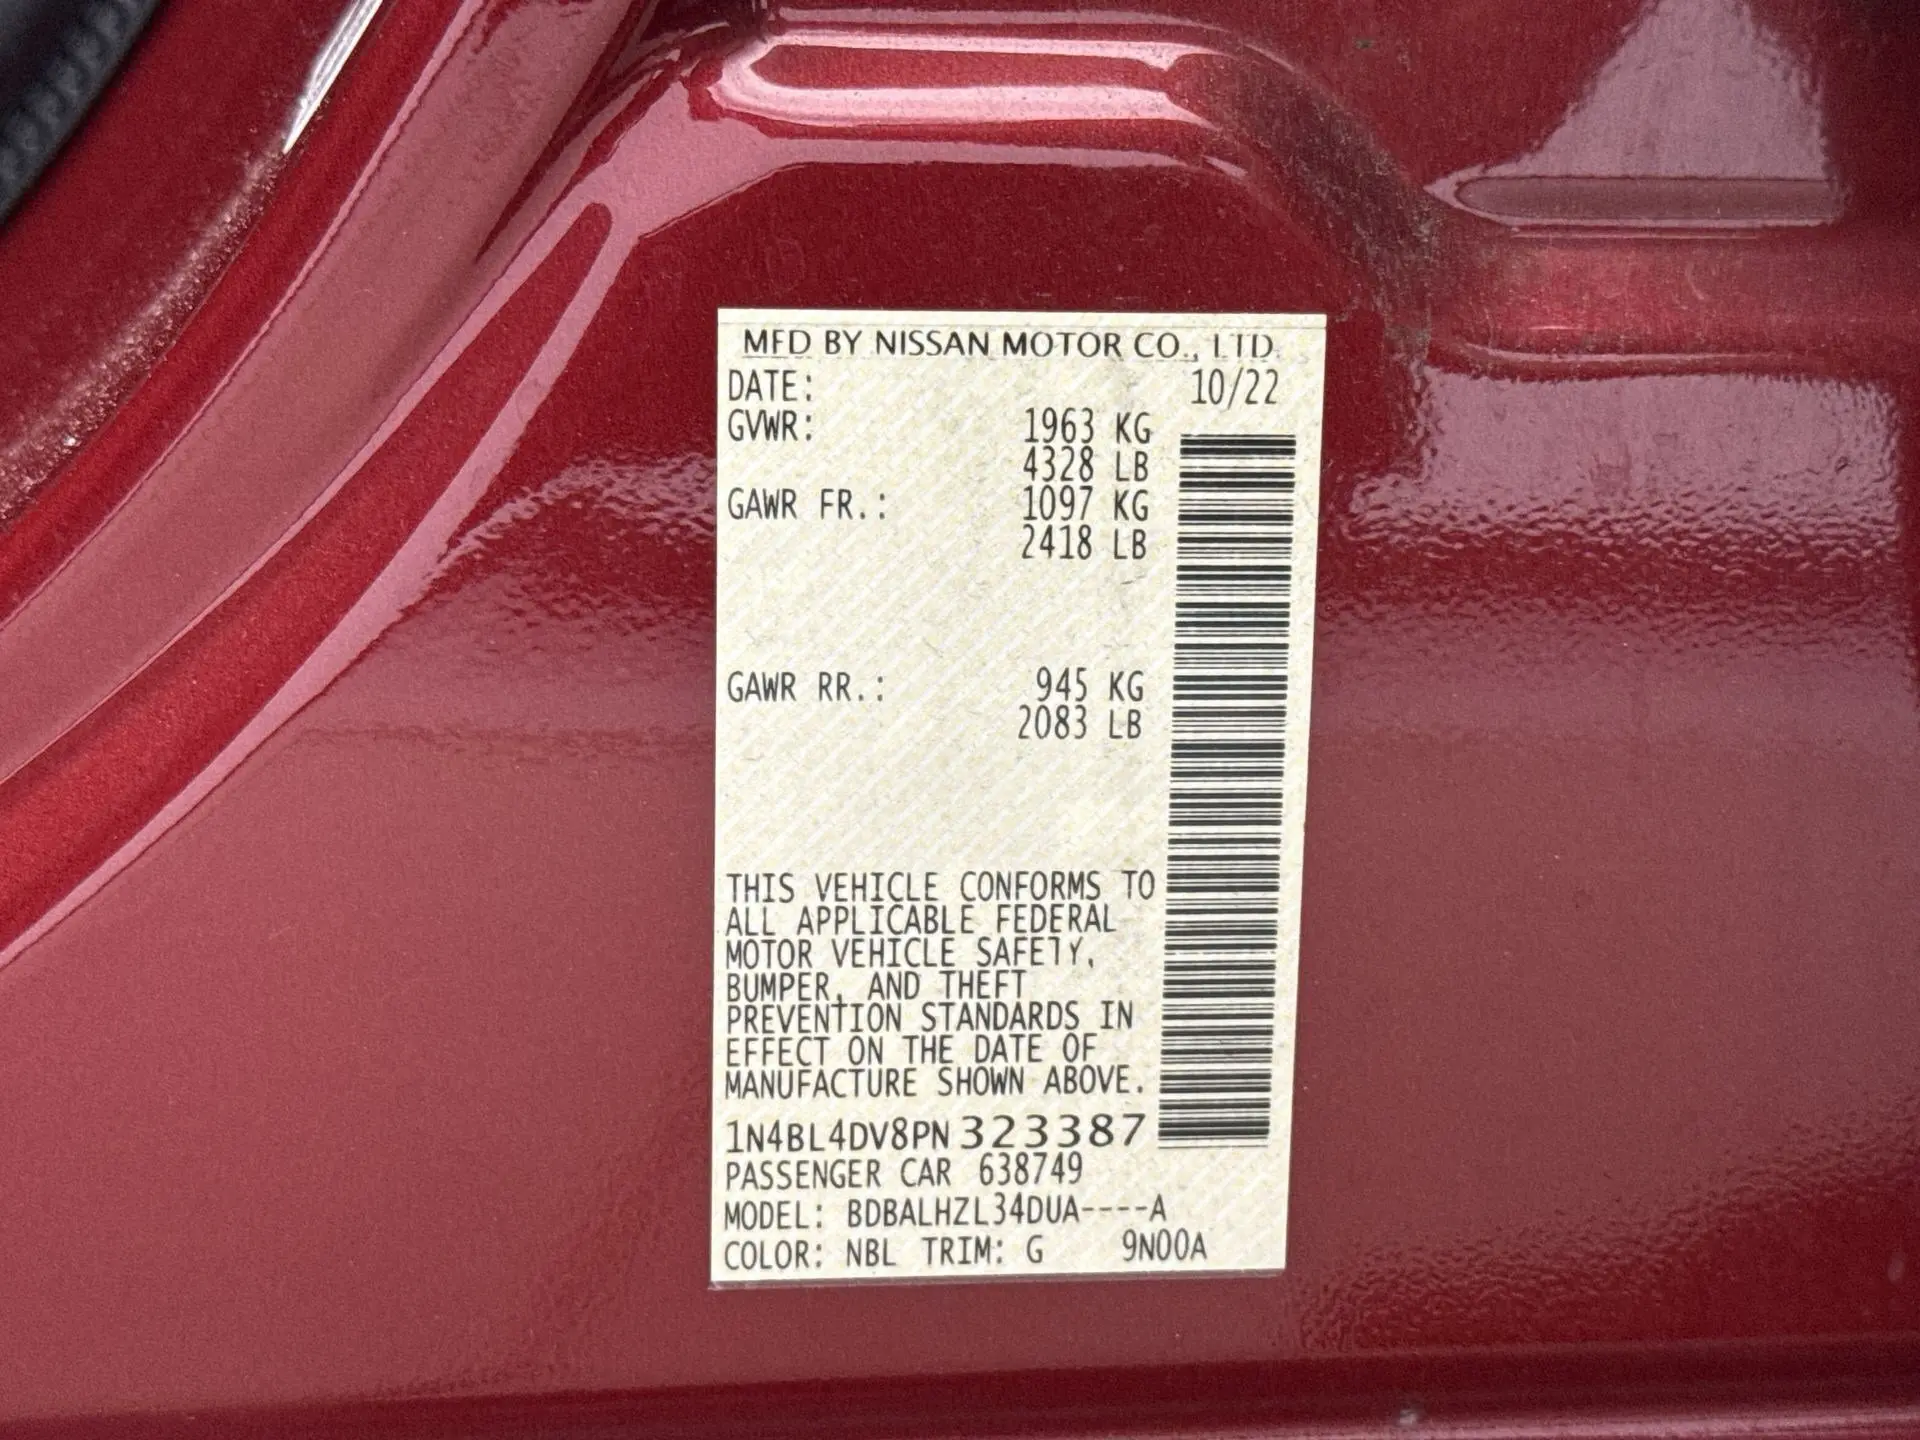 MFD BY NISSAN MOTOR CO., LTD.
DATE: 10/22
GVWR: 1963 KG
4328 LB
GAWR FR.: 1097 KG
2418 LB
GAWR RR.: 945 KG
2083 LB
THIS VEHICLE CONFORMS TO
ALL APPLICABLE FEDERAL
MOTOR VEHICLE SAFETY,
BUMPER, AND THEFT
PREVENTION STANDARDS IN
EFFECT ON THE DATE OF
MANUFACTURE SHOWN ABOVE.
1N4BL4DV8PN323387
PASSENGER CAR 638749
MODEL: BDBALHZL34DUA----A
COLOR: NBL TRIM: G 9N00A